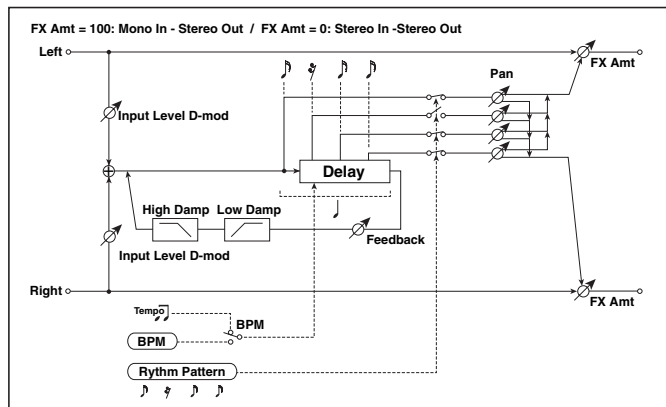 FX Amt = 100: Mono In - Stereo Out / FX Amt = 0: Stereo In -Stereo Out
Left
FX Amt
Pan
Input Level D-mod
Delay
High Damp Low Damp
Feedback
Input Level D-mod
Right
FX Amt
Tempo
BPM
BPM
Rythm Pattern